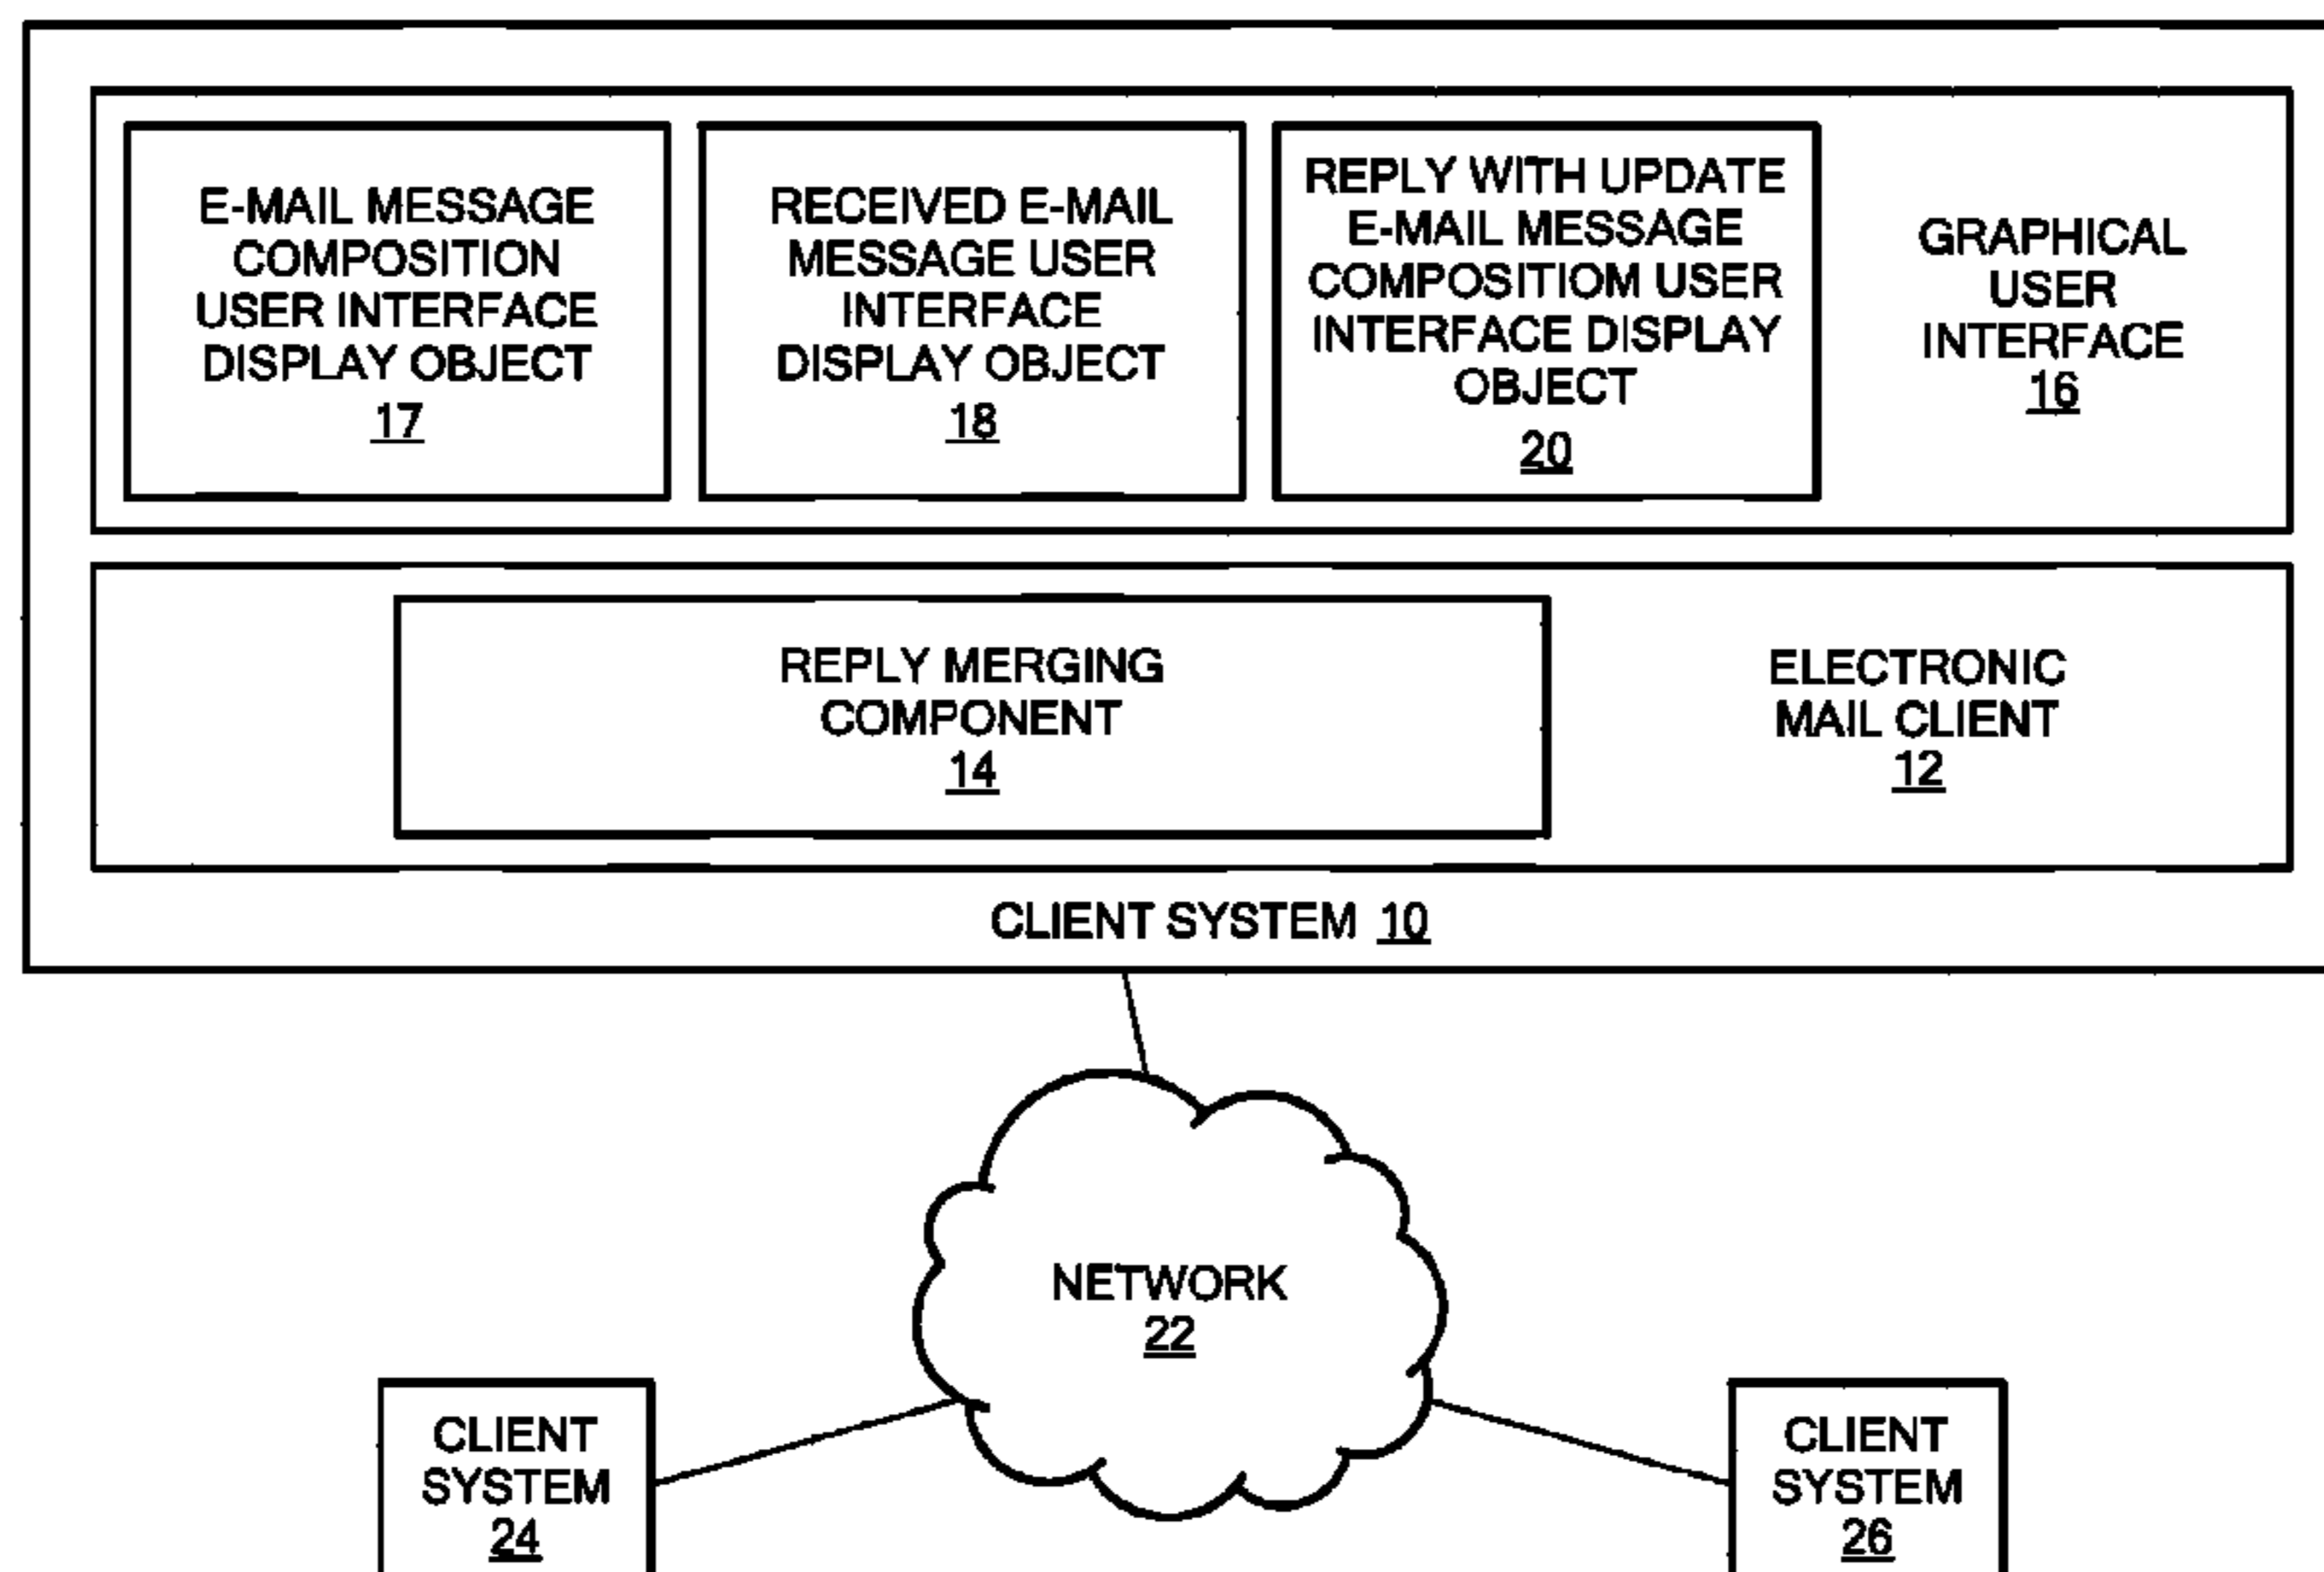 E-MAIL MESSAGE
COMPOSITION
USER INTERFACE
DISPLAY OBJECT
17
RECEIVED E-MAIL
MESSAGE USER
INTERFACE
DISPLAY OBJECT
18
REPLY WITH UPDATE
E-MAIL MESSAGE
COMPOSITIOM USER
INTERFACE DISPLAY
OBJECT
20
GRAPHICAL
USER
INTERFACE
16
REPLY MERGING
COMPONENT
14
ELECTRONIC
MAIL CLIENT
12
CLIENT SYSTEM 10
NETWORK
22
CLIENT
SYSTEM
24
CLIENT
SYSTEM
26